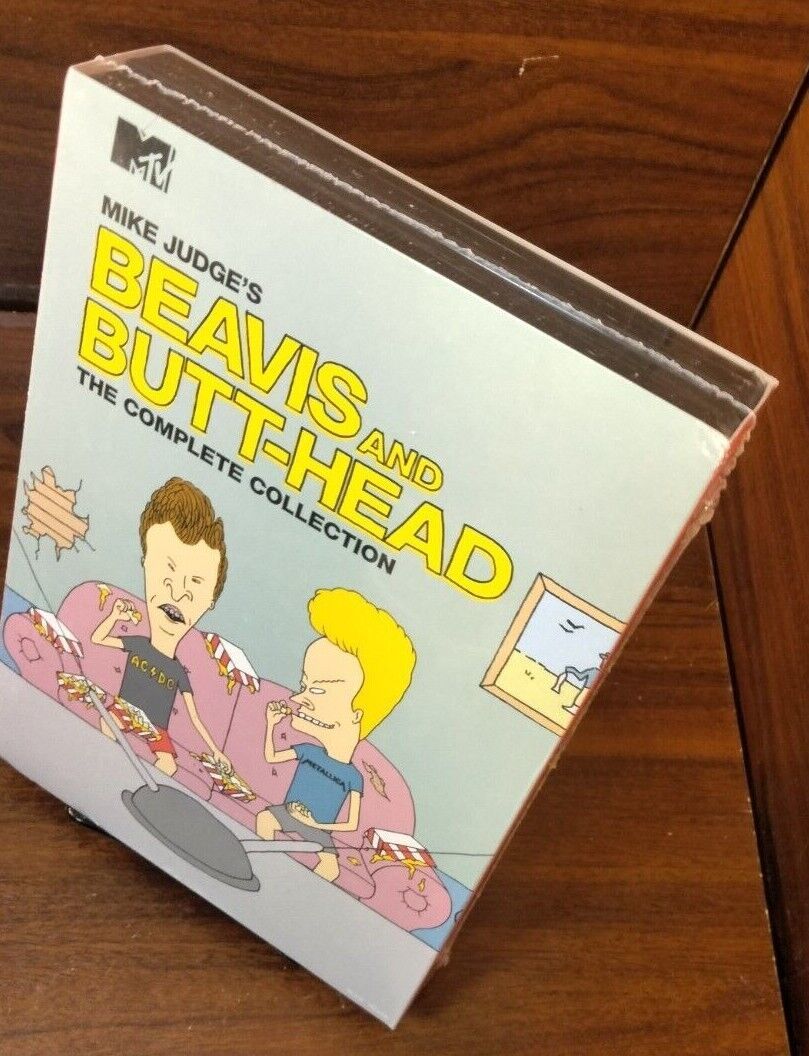 MTV
MIKE JUDGE'S
BEAVIS AND
BUTT-HEAD
THE COMPLETE COLLECTION
AC⚡DC
METALLICA